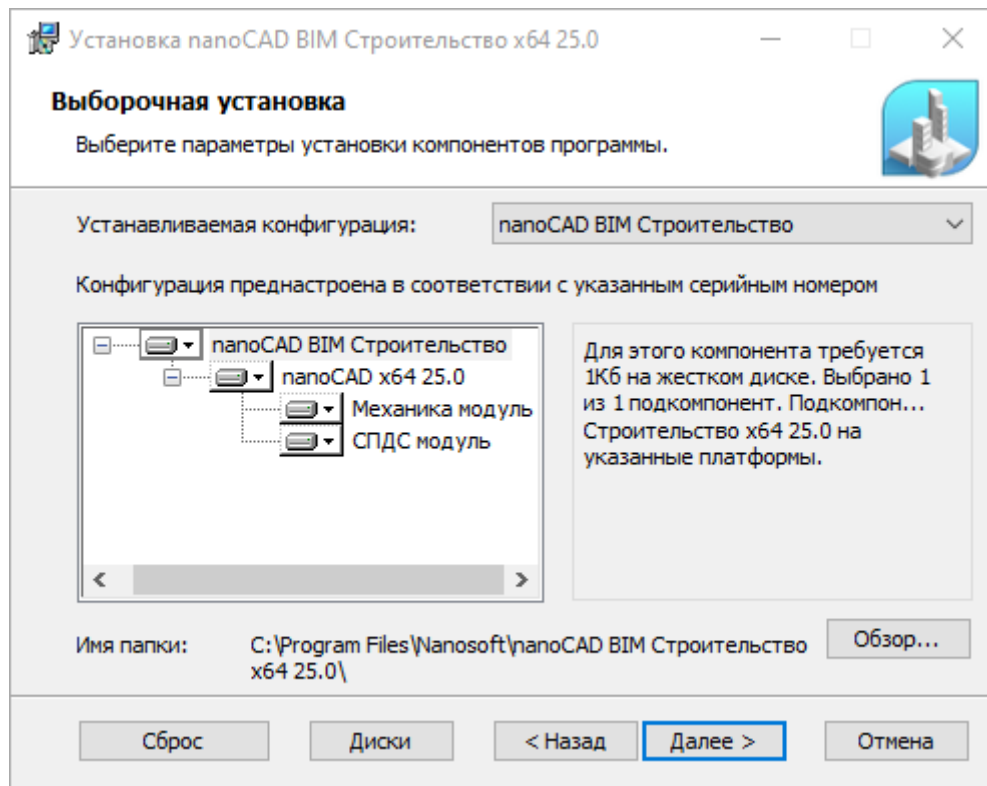 Установка nanoCAD BIM Строительство x64 25.0
Выборочная установка
Выберите параметры установки компонентов программы.
Устанавливаемая конфигурация:
nanoCAD BIM Строительство
Конфигурация преднастроена в соответствии с указанным серийным номером
nanoCAD BIM Строительство
nanoCAD x64 25.0
Механика модуль
СПДС модуль
Для этого компонента требуется
1Кб на жестком диске. Выбрано 1
из 1 подкомпонент. Подкомпон...
Строительство x64 25.0 на
указанные платформы.
Имя папки:
C:\Program Files\Nanosoft\nanoCAD BIM Строительство
x64 25.0\
Обзор...
Сброс
Диски
< Назад
Далее >
Отмена